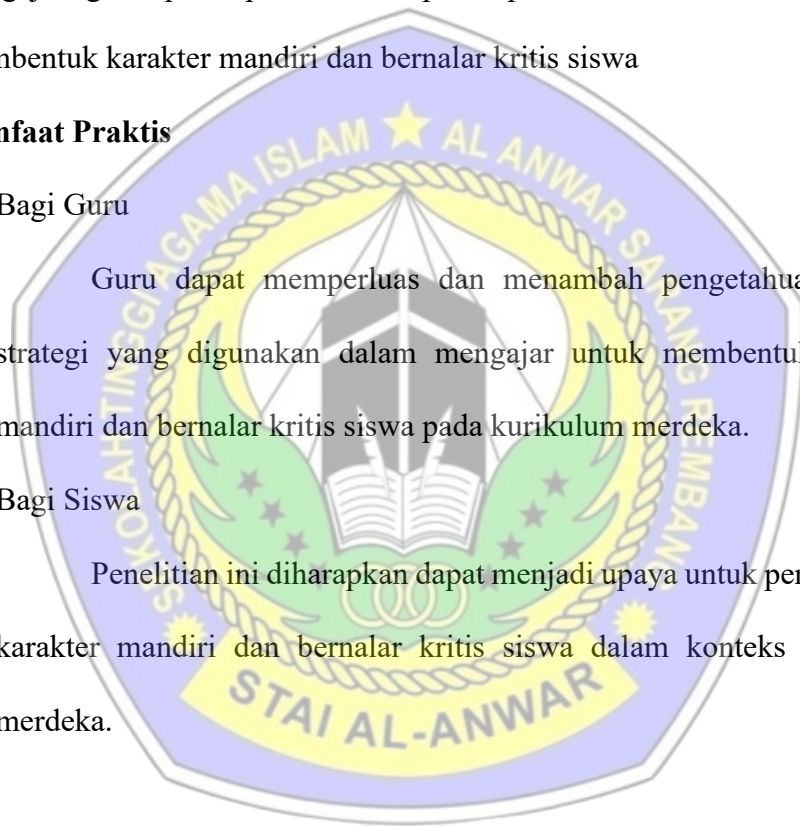 mbentuk karakter mandiri dan bernalar kritis siswa
nfaat Praktis
Bagi Guru
Guru dapat memperluas dan menambah pengetahua
strategi yang digunakan dalam mengajar untuk membentuk
mandiri dan bernalar kritis siswa pada kurikulum merdeka.
Bagi Siswa
Penelitian ini diharapkan dapat menjadi upaya untuk per
karakter mandiri dan bernalar kritis siswa dalam konteks
merdeka.
SEKOLAH TINGGI AGAMA ISLAM AL ANWAR SARANG REMBANG
STAI AL-ANWAR